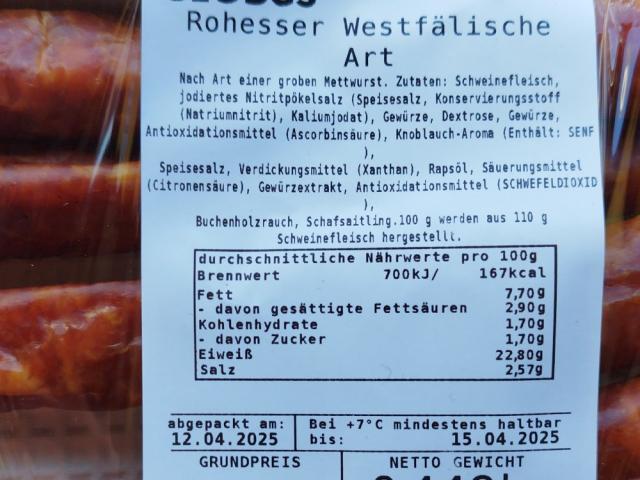 Rohesser Westfälische
Art
Nach Art einer groben Mettwurst. Zutaten: Schweinefleisch,
jodiertes Nitritpökelsalz (Speisesalz, Konservierungsstoff
(Natriumnitrit), Kaliumjodat), Gewürze, Dextrose, Gewürze,
Antioxidationsmittel (Ascorbinsäure), Knoblauch-Aroma (Enthält: SENF
),
Speisesalz, Verdickungsmittel (Xanthan), Rapsöl, Säuerungsmittel
(Citronensäure), Gewürzextrakt, Antioxidationsmittel (SCHWEFELDIOXID
),
Buchenholzrauch, Schafsaitling.100 g werden aus 110 g
Schweinefleisch hergestellt.
durchschnittliche Nährwerte pro 100g
Brennwert 700kJ/ 167kcal
Fett 7,70g
- davon gesättigte Fettsäuren 2,90g
Kohlenhydrate 1,70g
- davon Zucker 1,70g
Eiweiß 22,80g
Salz 2,57g
abgepackt am: Bei +7°C mindestens haltbar
12.04.2025 bis: 15.04.2025
GRUNDPREIS NETTO GEWICHT